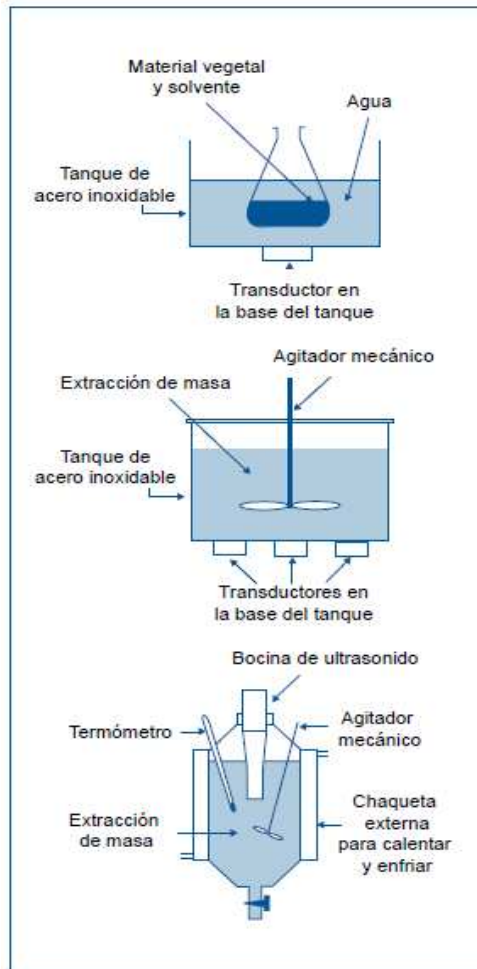 Material vegetal
y solvente
Agua
Tanque de
acero inoxidable
Transductor en
la base del tanque
Agitador mecánico
Extracción de masa
Tanque de
acero inoxidable
Transductores en
la base del tanque
Bocina de ultrasonido
Termómetro
Agitador
mecánico
Extracción
de masa
Chaqueta
externa
para calentar
y enfriar